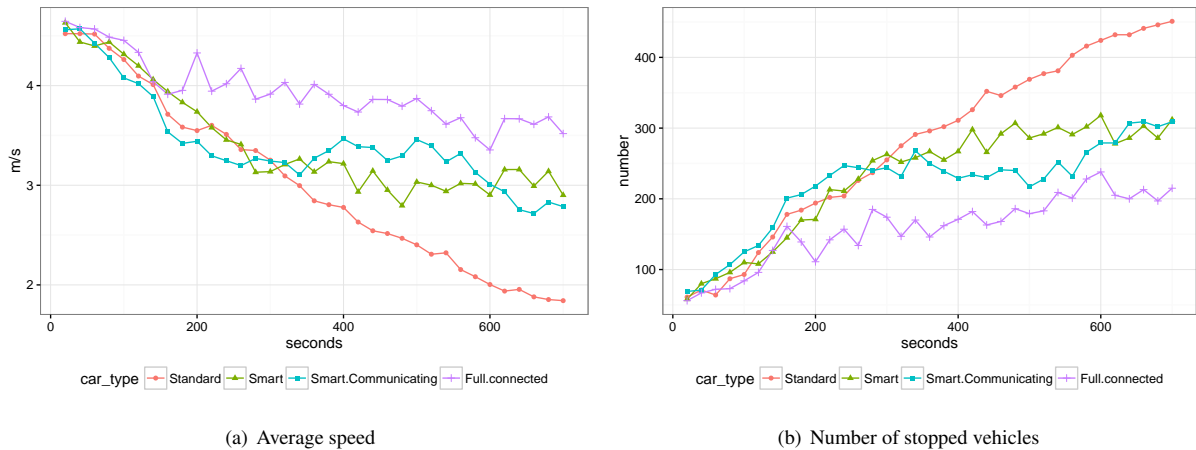 4
3
2
m/s
0
200
400
600
seconds
car_type Standard Smart Smart.Communicating Full.connected
(a) Average speed
400
300
200
100
number
0
200
400
600
seconds
car_type Standard Smart Smart.Communicating Full.connected
(b) Number of stopped vehicles